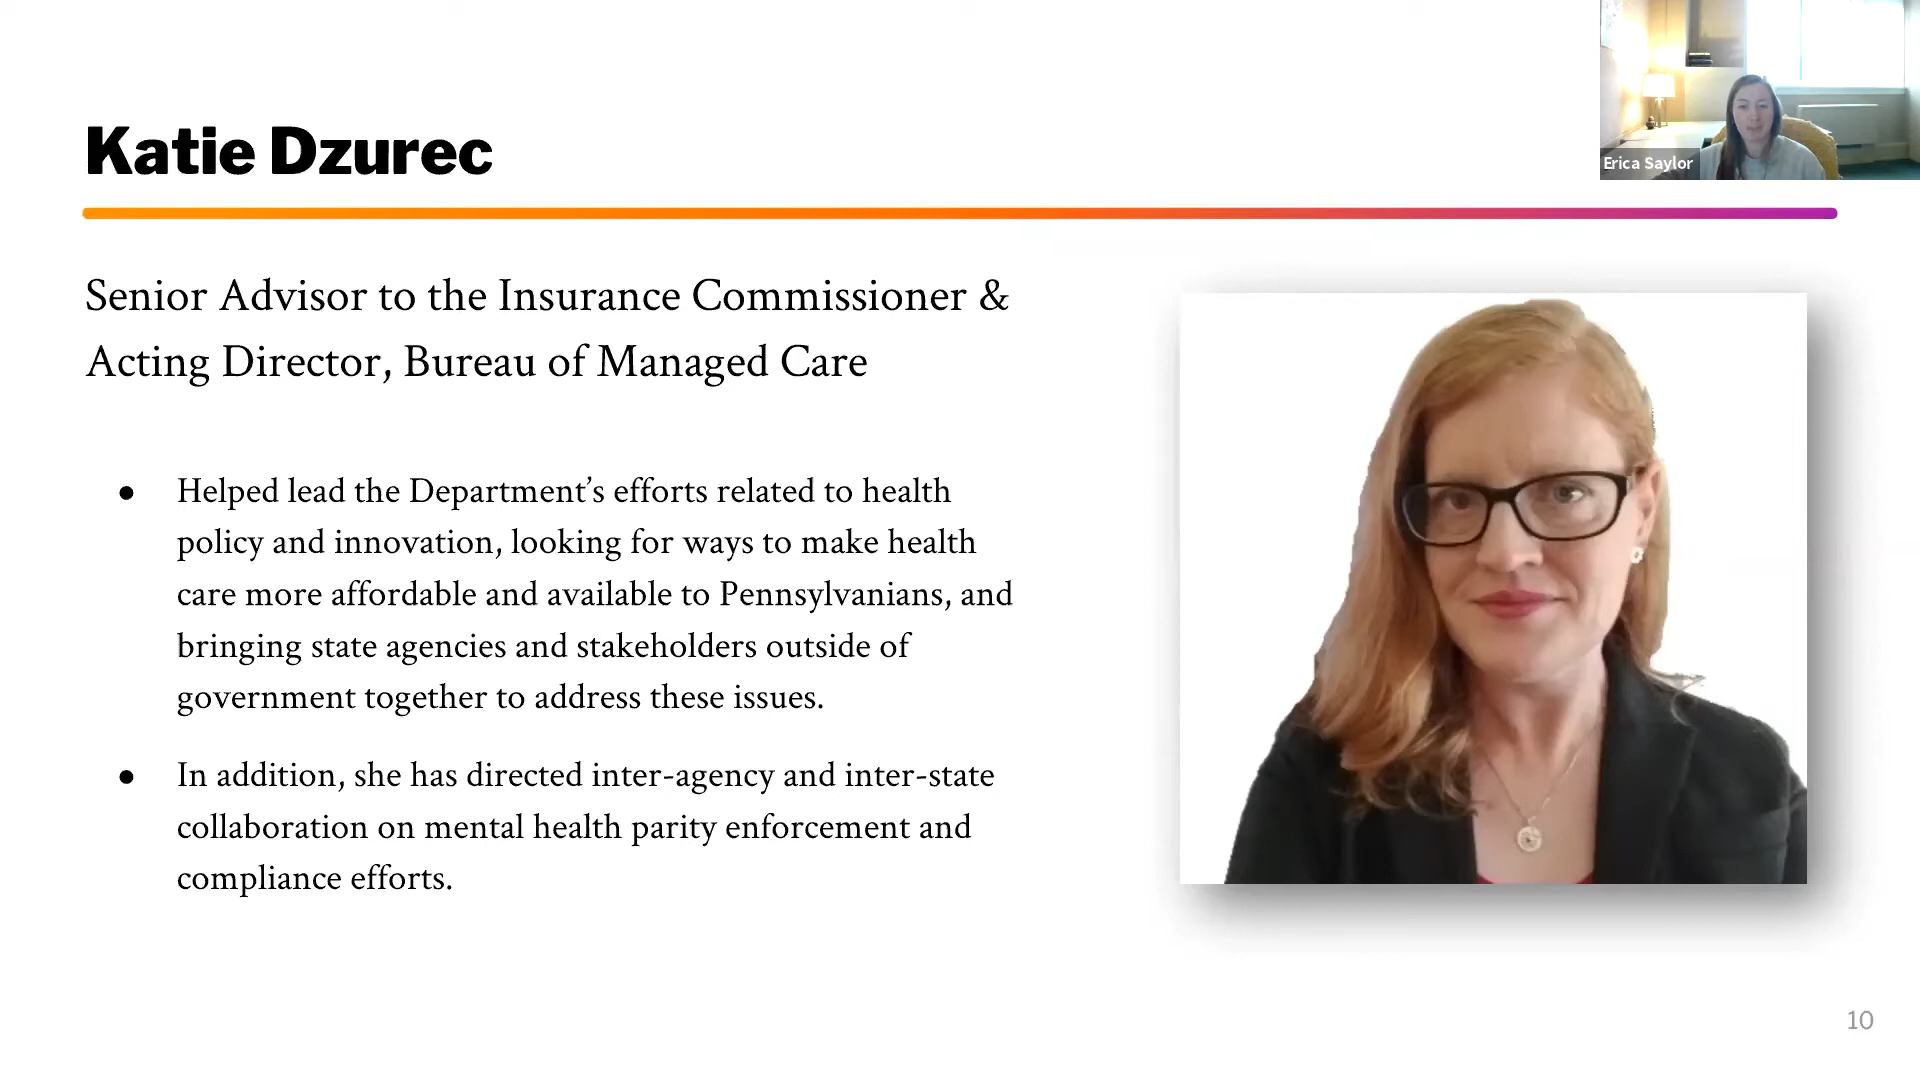 Katie Dzurec
Erica Saylor
Senior Advisor to the Insurance Commissioner &
Acting Director, Bureau of Managed Care
● Helped lead the Department’s efforts related to health
policy and innovation, looking for ways to make health
care more affordable and available to Pennsylvanians, and
bringing state agencies and stakeholders outside of
government together to address these issues.
● In addition, she has directed inter-agency and inter-state
collaboration on mental health parity enforcement and
compliance efforts.
10